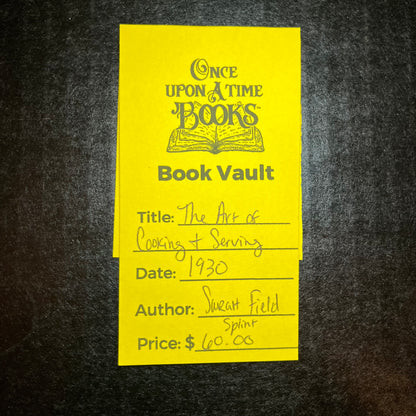 ONCE
UPON A TIME
BOOKS™
Book Vault
Title: The Art of
Cooking + Serving
Date: 1930
Author: Sarah Field
Splint
Price: $ 60.00